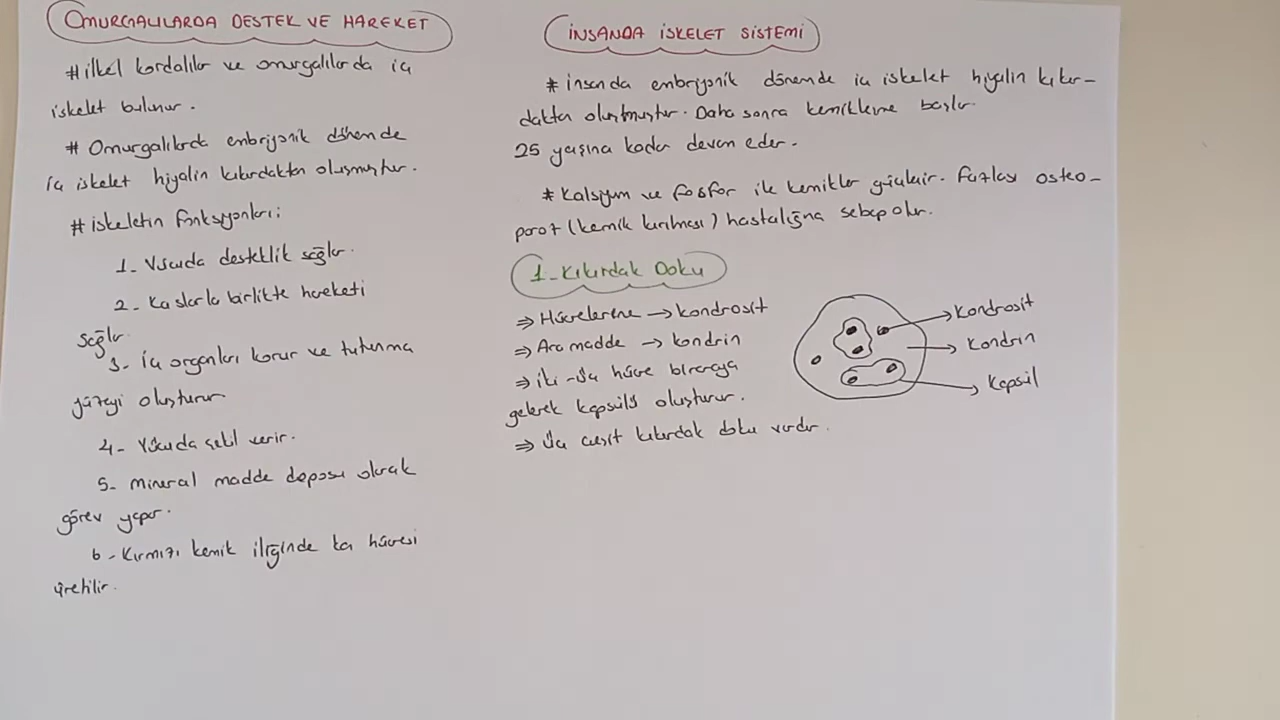 OMURGALILARDA DESTEK VE HAREKET
# İlkel kordalılar ve omurgalılarda iç
iskelet bulunur.
# Omurgalılarda embriyonik dönemde
iç iskelet hiyalin kıkırdaktan oluşmuştur.
# iskeletin fonksiyonları;
1- Vücuda desteklik sağlar.
2- Kaslarla birlikte hareketi
sağlar.
3- İç organları korur ve tutunma
yüzeyi oluşturur.
4- Vücuda şekil verir.
5- Mineral madde deposu olarak
görev yapar.
6- Kırmızı kemik iliğinde kan hücresi
üretilir.
İNSANDA İSKELET SİSTEMİ
* İnsanda embriyonik dönemde iç iskelet hiyalin kıkır-
daktan oluşmuştur. Daha sonra kemikleşme başlar.
25 yaşına kadar devam eder.
* Kalsiyum ve fosfor ile kemikler güçlenir. Fazlası osteo-
porot (kemik kırılması) hastalığına sebep olur.
1- Kıkırdak Doku
⇒ Hücrelerine → kondrosit
⇒ Ara madde → kondrin
⇒ iki - üç hücre biraraya
gelerek kapsülü oluşturur.
⇒ Üç çeşit kıkırdak doku vardır.
Kondrosit
Kondrin
Kapsül